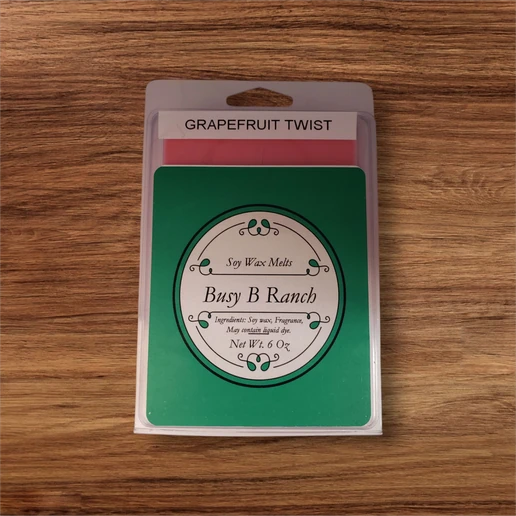 GRAPEFRUIT TWIST
Soy Wax Melts
Busy B Ranch
Ingredients: Soy wax, Fragrance,
May contain liquid dye.
Net Wt. 6 Oz